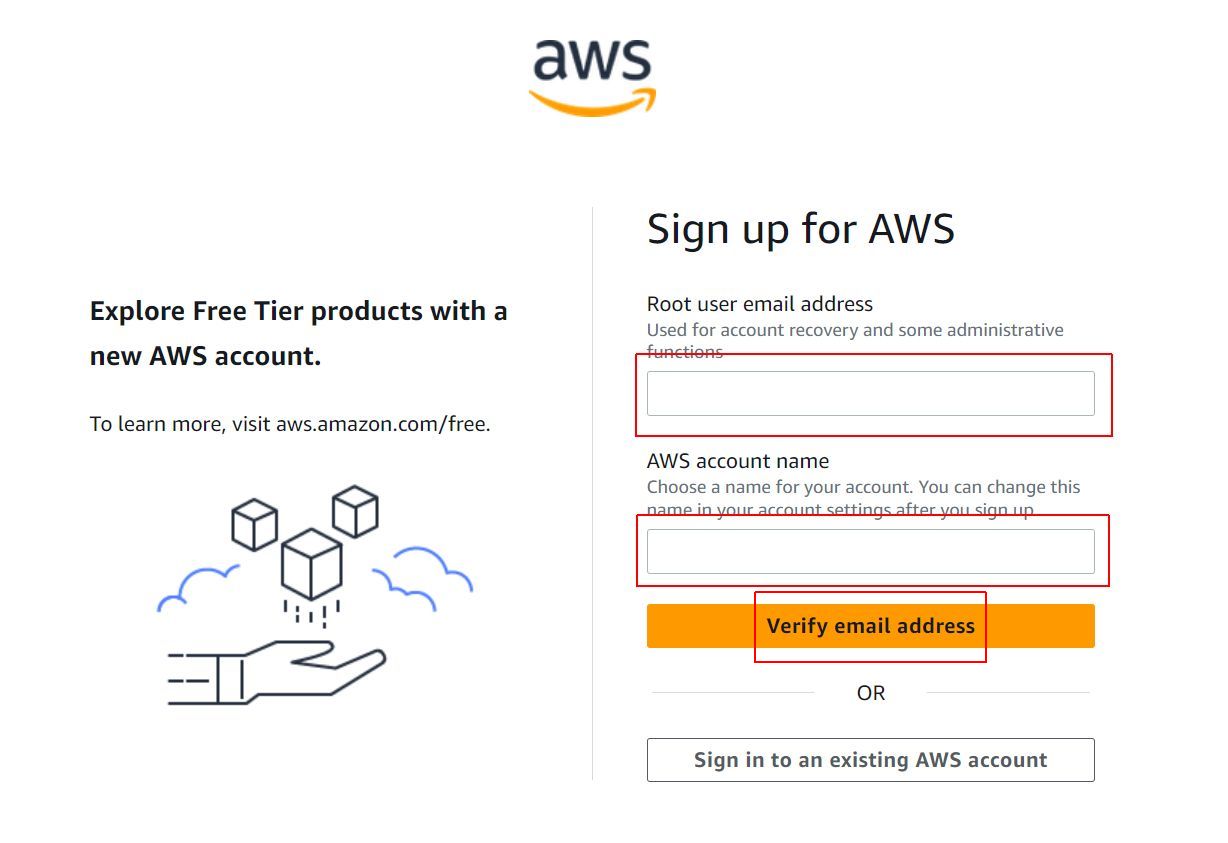 aws
Explore Free Tier products with a
new AWS account.
To learn more, visit aws.amazon.com/free.
Sign up for AWS
Root user email address
Used for account recovery and some administrative
functions
AWS account name
Choose a name for your account. You can change this
name in your account settings after you sign up
Verify email address
OR
Sign in to an existing AWS account